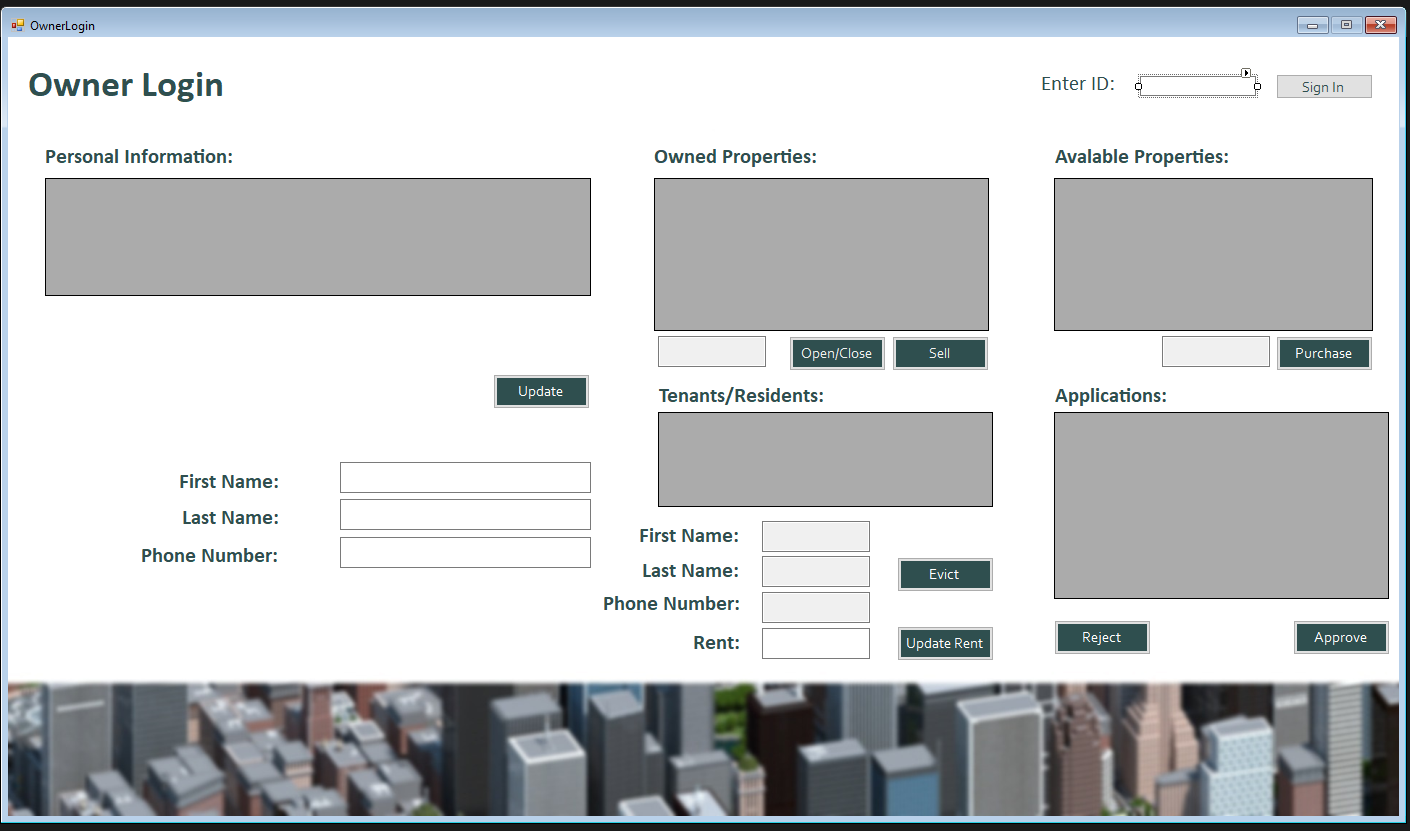 OwnerLogin
Owner Login
Enter ID:
Sign In
Personal Information:
Owned Properties:
Avalable Properties:
Open/Close
Sell
Purchase
Update
Tenants/Residents:
Applications:
First Name:
Last Name:
Phone Number:
First Name:
Last Name:
Evict
Phone Number:
Rent:
Update Rent
Reject
Approve